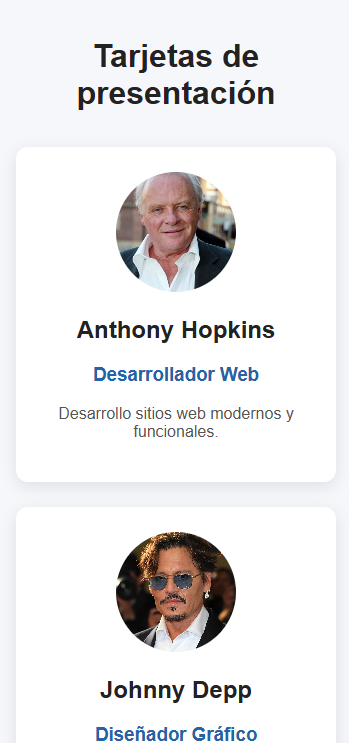 Tarjetas de
presentación
Anthony Hopkins
Desarrollador Web
Desarrollo sitios web modernos y
funcionales.
Johnny Depp
Diseñador Gráfico